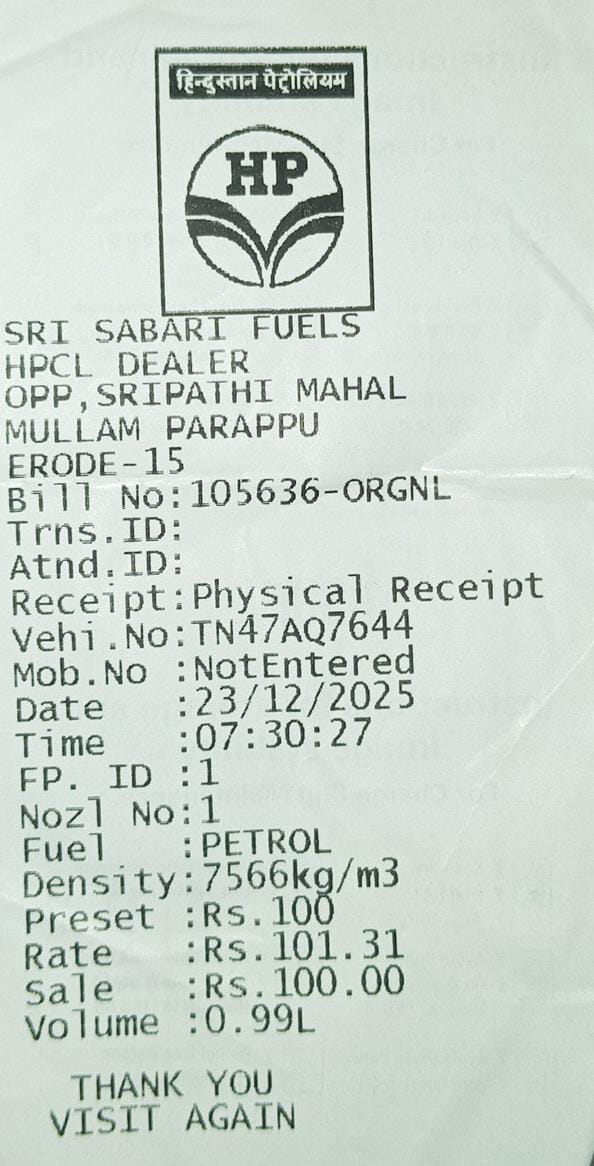 हिन्दुस्तान पेट्रोलियम
HP
SRI SABARI FUELS
HPCL DEALER
OPP,SRIPATHI MAHAL
MULLAM PARAPPU
ERODE-15
Bill No:105636-ORGNL
Trns.ID:
Atnd.ID:
Receipt:Physical Receipt
Vehi.No:TN47AQ7644
Mob.No :NotEntered
Date :23/12/2025
Time :07:30:27
FP. ID :1
Nozl No:1
Fuel :PETROL
Density:7566kg/m3
Preset :Rs.100
Rate :Rs.101.31
Sale :Rs.100.00
Volume :0.99L
THANK YOU
VISIT AGAIN